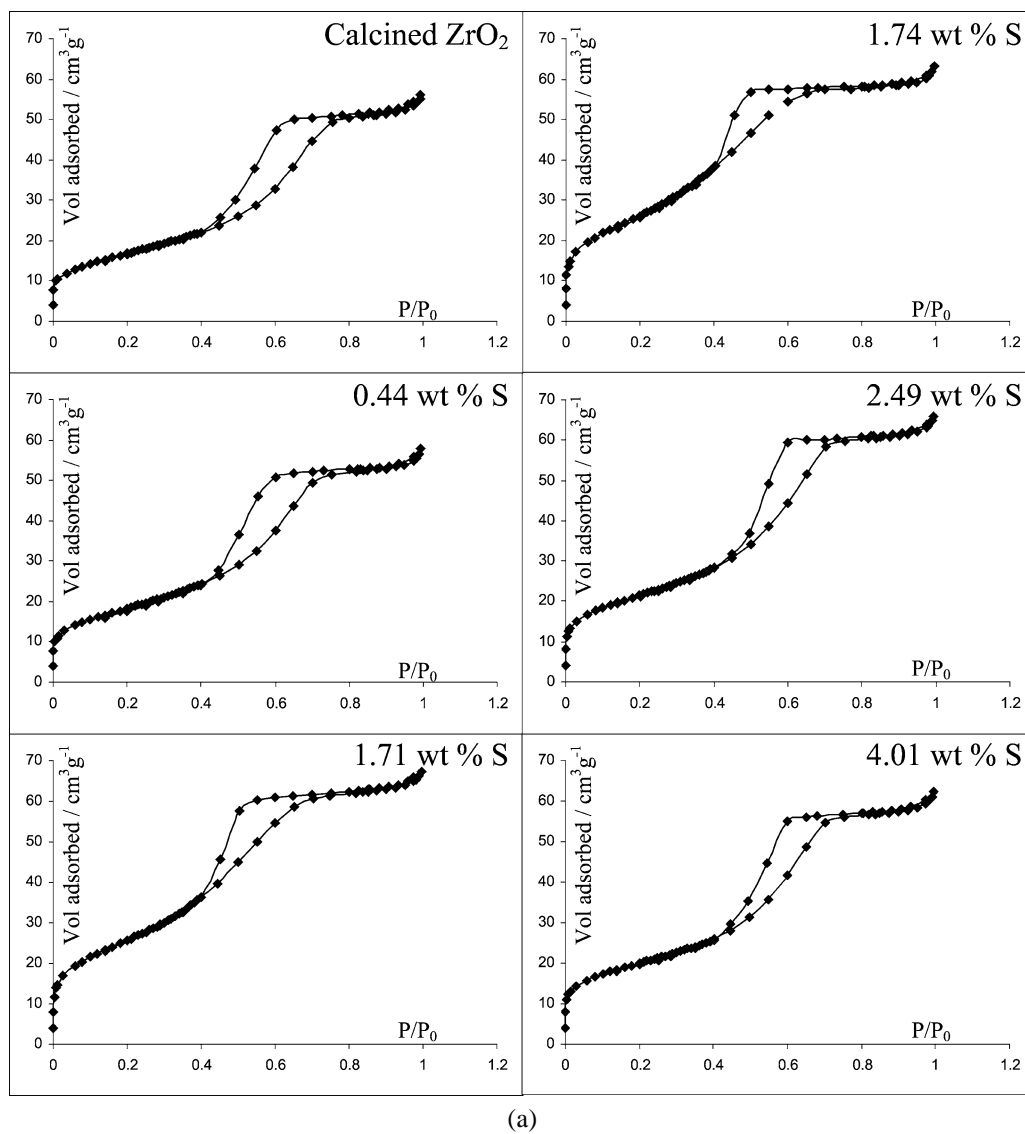 Calcined ZrO₂
Vol adsorbed / cm³g⁻¹
70
60
50
40
30
20
10
0
P/P₀
0 0.2 0.4 0.6 0.8 1 1.2
1.74 wt % S
Vol adsorbed / cm³g⁻¹
70
60
50
40
30
20
10
0
P/P₀
0 0.2 0.4 0.6 0.8 1 1.2
0.44 wt % S
Vol adsorbed / cm³g⁻¹
70
60
50
40
30
20
10
0
P/P₀
0 0.2 0.4 0.6 0.8 1 1.2
2.49 wt % S
Vol adsorbed / cm³g⁻¹
70
60
50
40
30
20
10
0
P/P₀
0 0.2 0.4 0.6 0.8 1 1.2
1.71 wt % S
Vol adsorbed / cm³g⁻¹
70
60
50
40
30
20
10
0
P/P₀
0 0.2 0.4 0.6 0.8 1 1.2
4.01 wt % S
Vol adsorbed / cm³g⁻¹
70
60
50
40
30
20
10
0
P/P₀
0 0.2 0.4 0.6 0.8 1 1.2
(a)